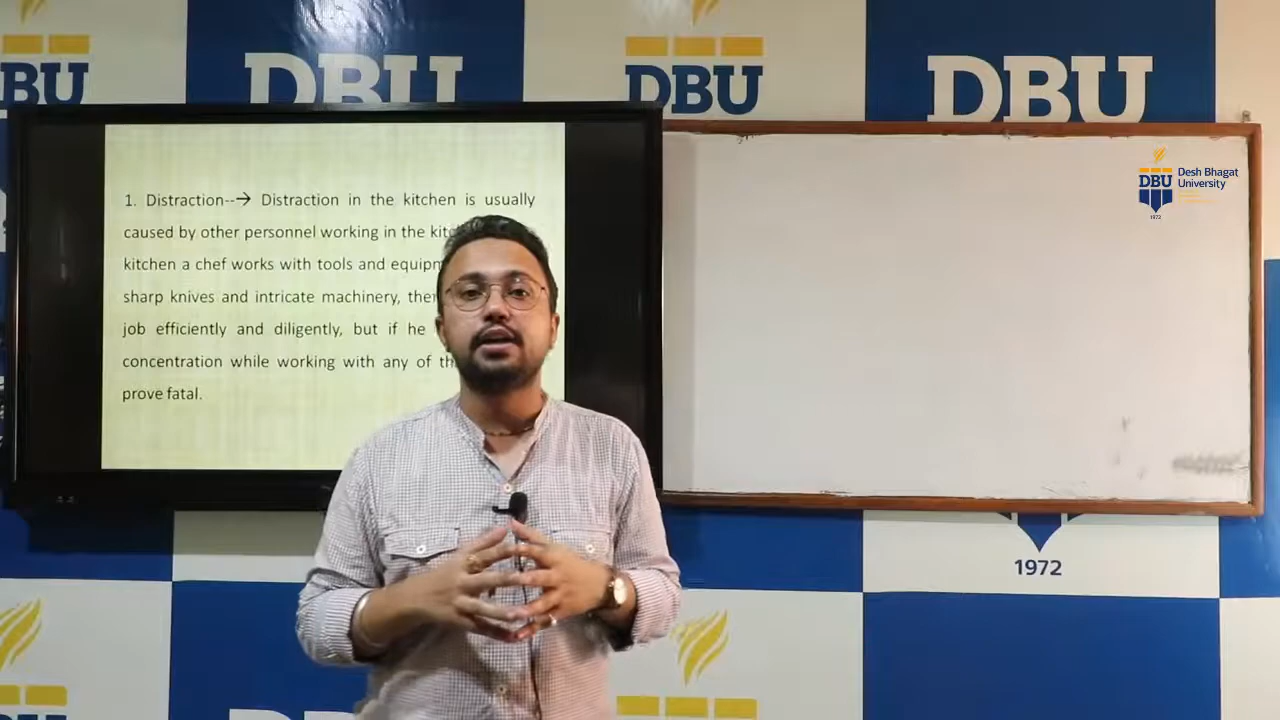 DBU
DBU
DBU
DBU
1. Distraction--→ Distraction in the kitchen is usually
caused by other personnel working in the
kitchen a chef works with tools and
sharp knives and intricate machinery,
job efficiently and diligently, but if he
concentration while working with any of
prove fatal.
DBU
Desh Bhagat
University
1972
1972